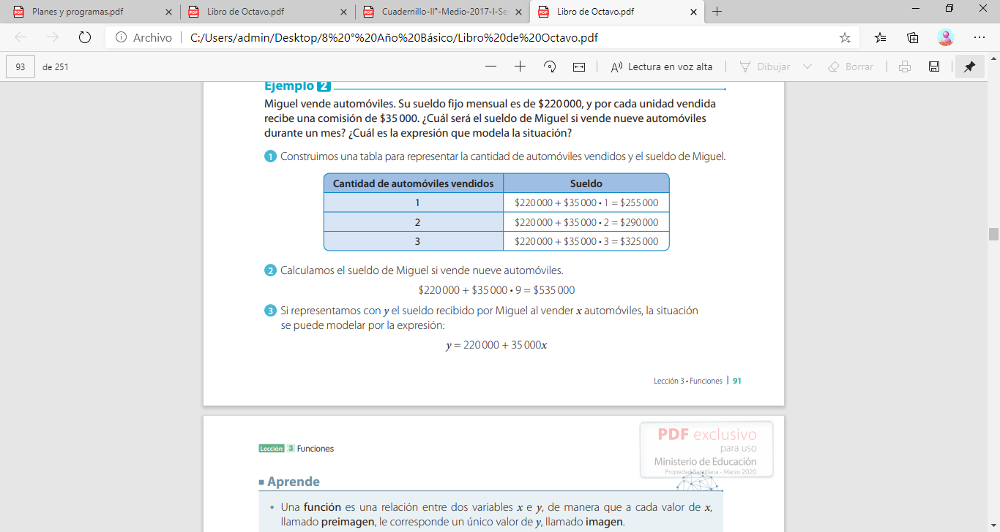 Planes y programas.pdf
Libro de Octavo.pdf
Cuadernillo-II°-Medio-2017-I-Se
Libro de Octavo.pdf
Archivo
C:/Users/admin/Desktop/8%20°%20Año%20Básico/Libro%20de%20Octavo.pdf
93 de 251
Lectura en voz alta
Dibujar
Borrar
Ejemplo 2
Miguel vende automóviles. Su sueldo fijo mensual es de $220 000, y por cada unidad vendida
recibe una comisión de $35 000. ¿Cuál será el sueldo de Miguel si vende nueve automóviles
durante un mes? ¿Cuál es la expresión que modela la situación?
1 Construimos una tabla para representar la cantidad de automóviles vendidos y el sueldo de Miguel.
Cantidad de automóviles vendidos Sueldo
1 $220 000 + $35 000 • 1 = $255 000
2 $220 000 + $35 000 • 2 = $290 000
3 $220 000 + $35 000 • 3 = $325 000
2 Calculamos el sueldo de Miguel si vende nueve automóviles.
$220 000 + $35 000 • 9 = $535 000
3 Si representamos con y el sueldo recibido por Miguel al vender x automóviles, la situación
se puede modelar por la expresión:
y = 220 000 + 35 000x
Lección 3 • Funciones | 91
PDF exclusivo
para uso
Ministerio de Educación
Propiedad Santillana - Marzo 2020
Lección 3 Funciones
Aprende
• Una función es una relación entre dos variables x e y, de manera que a cada valor de x,
llamado preimagen, le corresponde un único valor de y, llamado imagen.